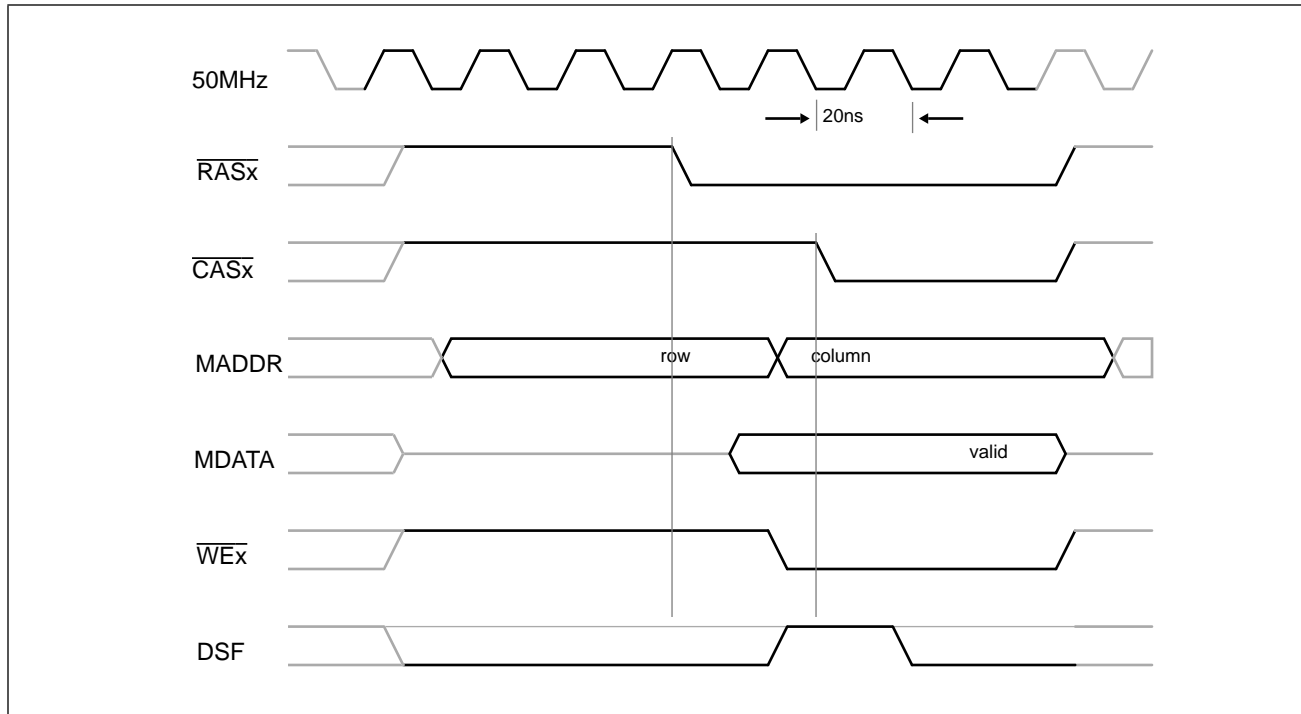 50MHz
20ns
RASx
CASx
MADDR
row
column
MDATA
valid
WEx
DSF